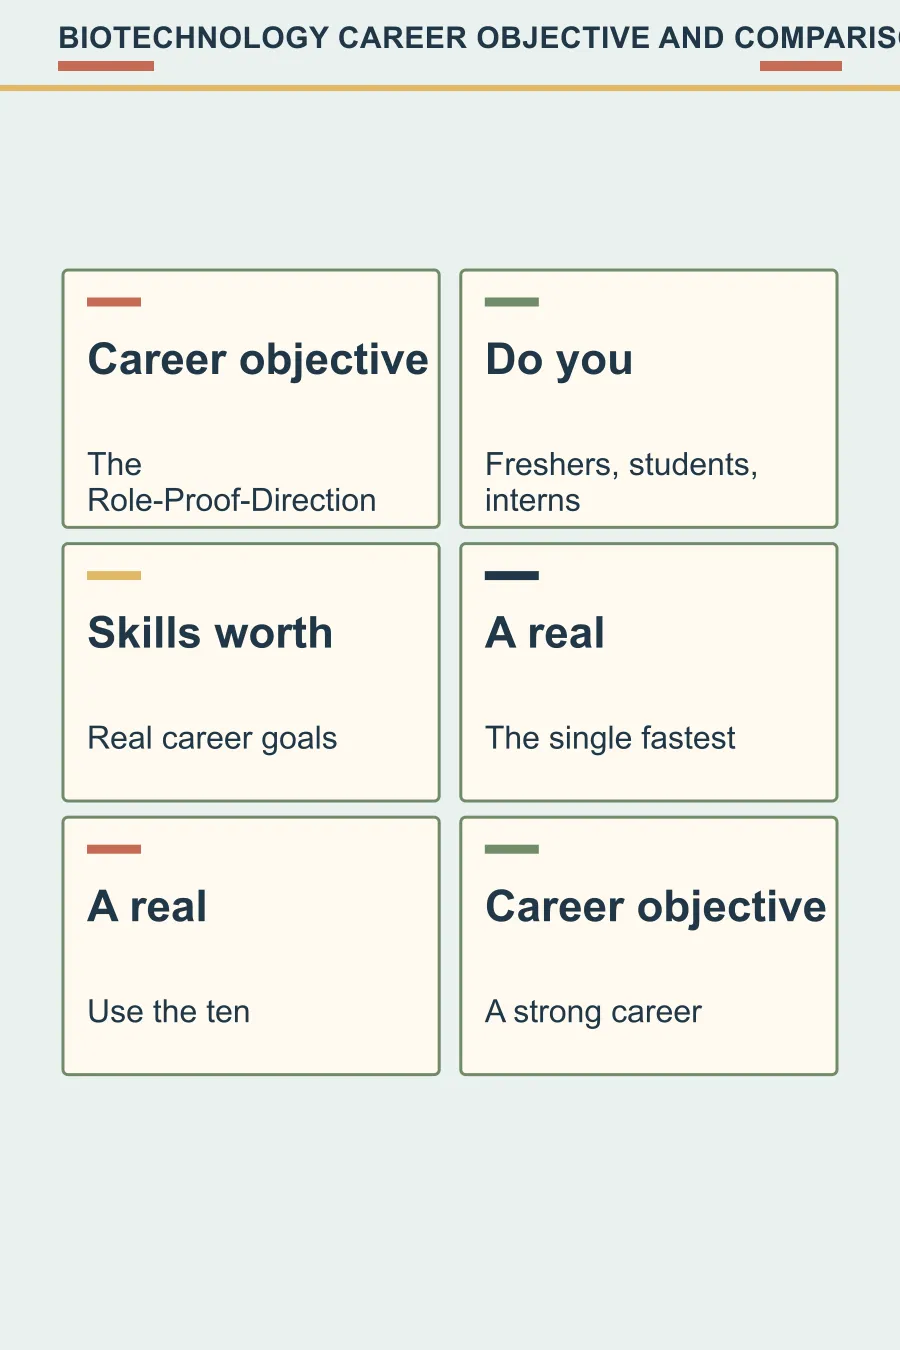 BIOTECHNOLOGY CAREER OBJECTIVE AND COMPARIS
Career objective
The
Role-Proof-Direction
Do you
Freshers, students,
interns
Skills worth
Real career goals
A real
The single fastest
A real
Use the ten
Career objective
A strong career